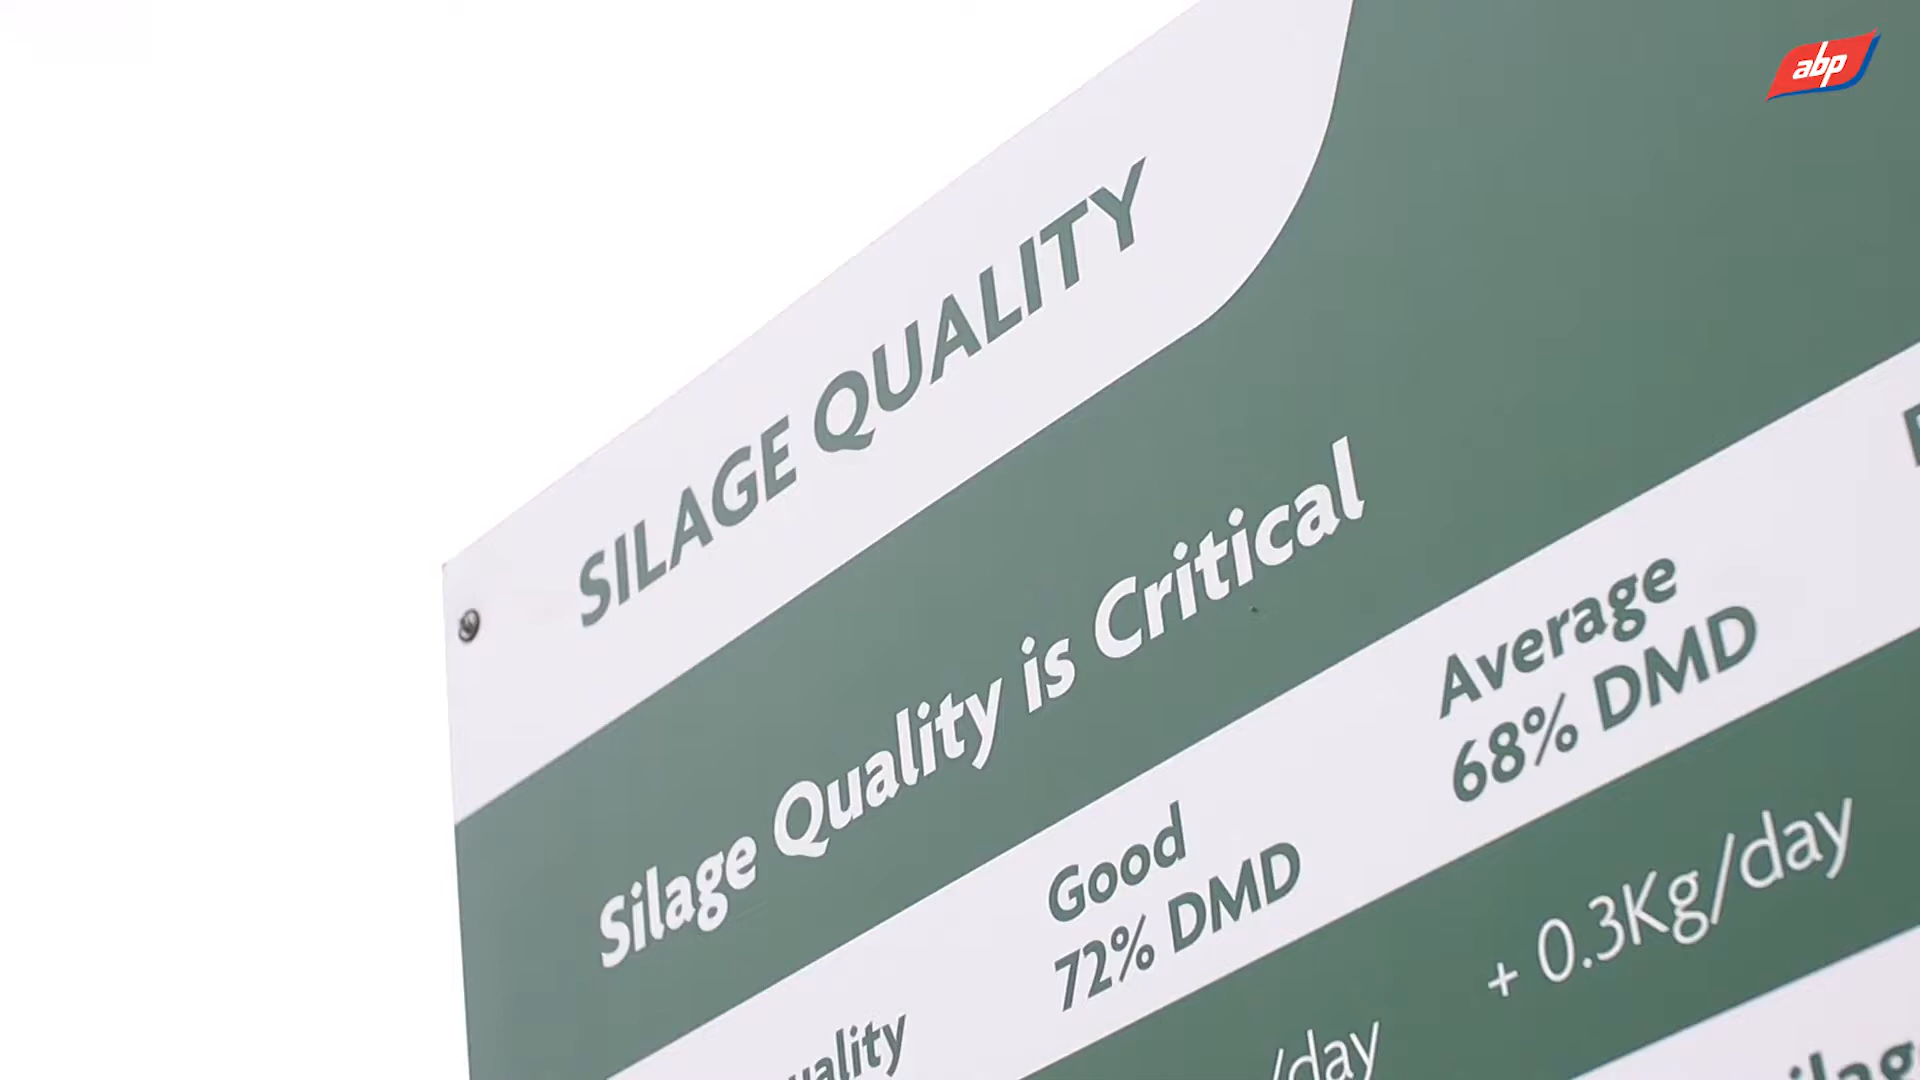 abp
SILAGE QUALITY
Silage Quality is Critical
Average
68% DMD
Good
72% DMD
+ 0.3Kg/day
/day